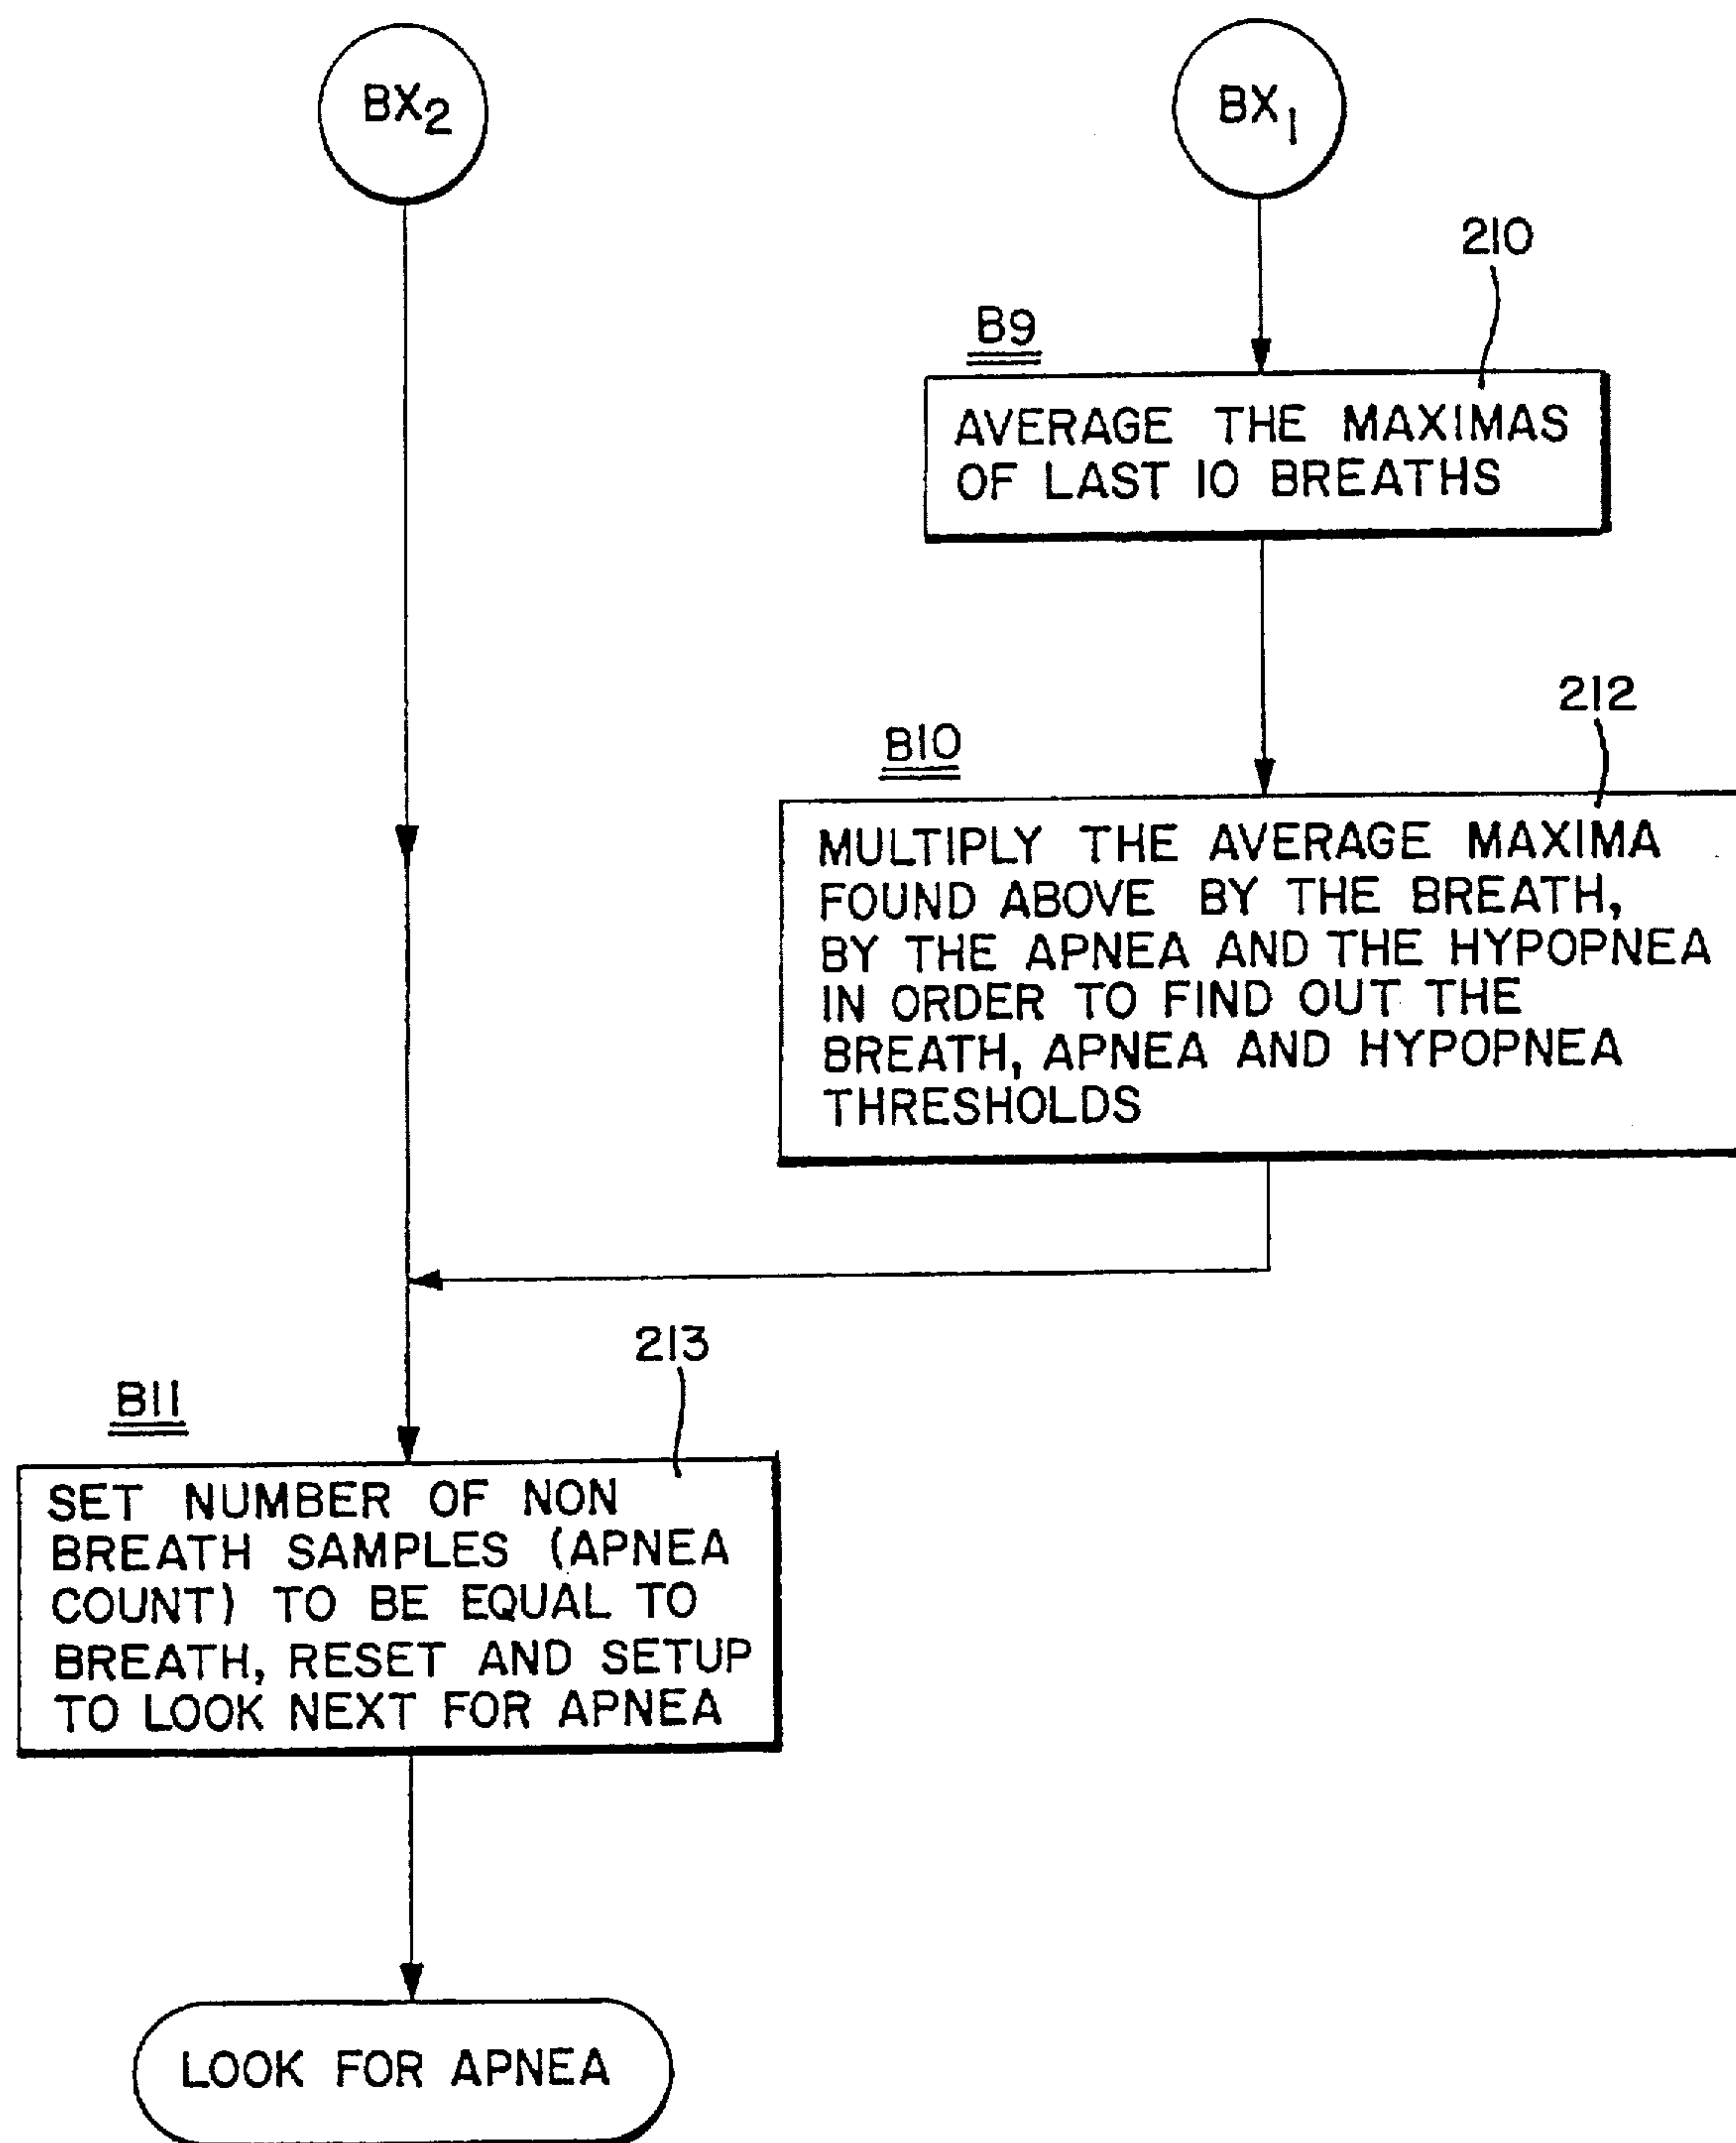 BX2
BX1
210
B9
AVERAGE THE MAXIMAS
OF LAST 10 BREATHS
212
B10
MULTIPLY THE AVERAGE MAXIMA
FOUND ABOVE BY THE BREATH,
BY THE APNEA AND THE HYPOPNEA
IN ORDER TO FIND OUT THE
BREATH, APNEA AND HYPOPNEA
THRESHOLDS
213
B11
SET NUMBER OF NON
BREATH SAMPLES (APNEA
COUNT) TO BE EQUAL TO
BREATH, RESET AND SETUP
TO LOOK NEXT FOR APNEA
LOOK FOR APNEA